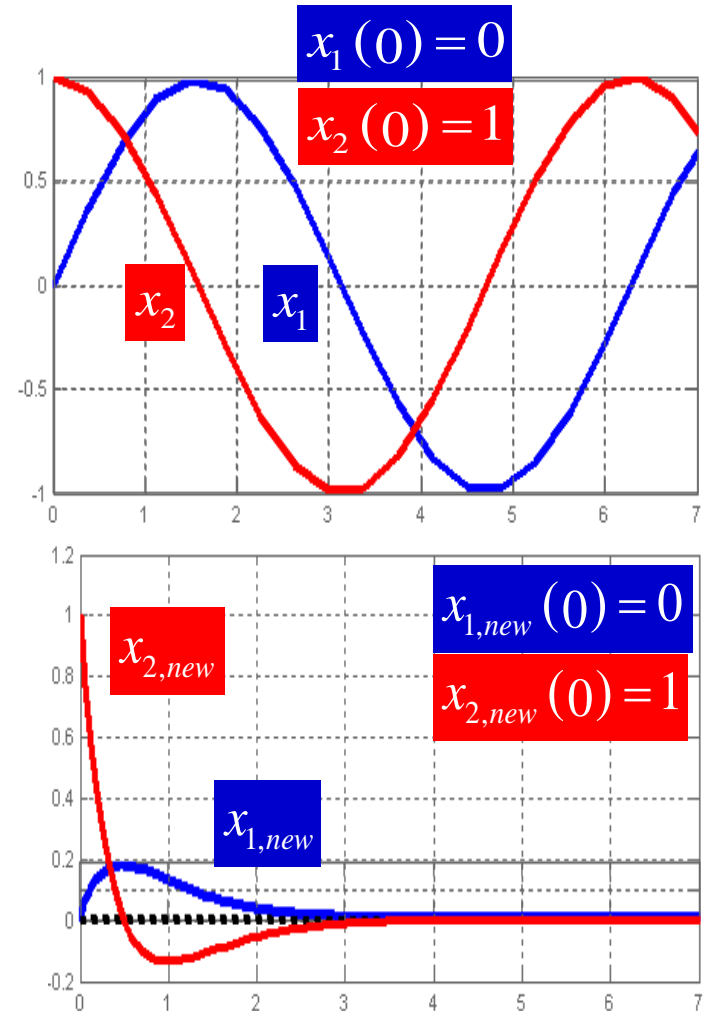 x₁(0) = 0
1
x₂(0) = 1
0.5
0
x₂
x₁
-0.5
-1
0 1 2 3 4 5 6 7
1.2
x₁,new(0) = 0
1
x₂,new
0.8
x₂,new(0) = 1
0.6
0.4
x₁,new
0.2
0
-0.2
0 1 2 3 4 5 6 7